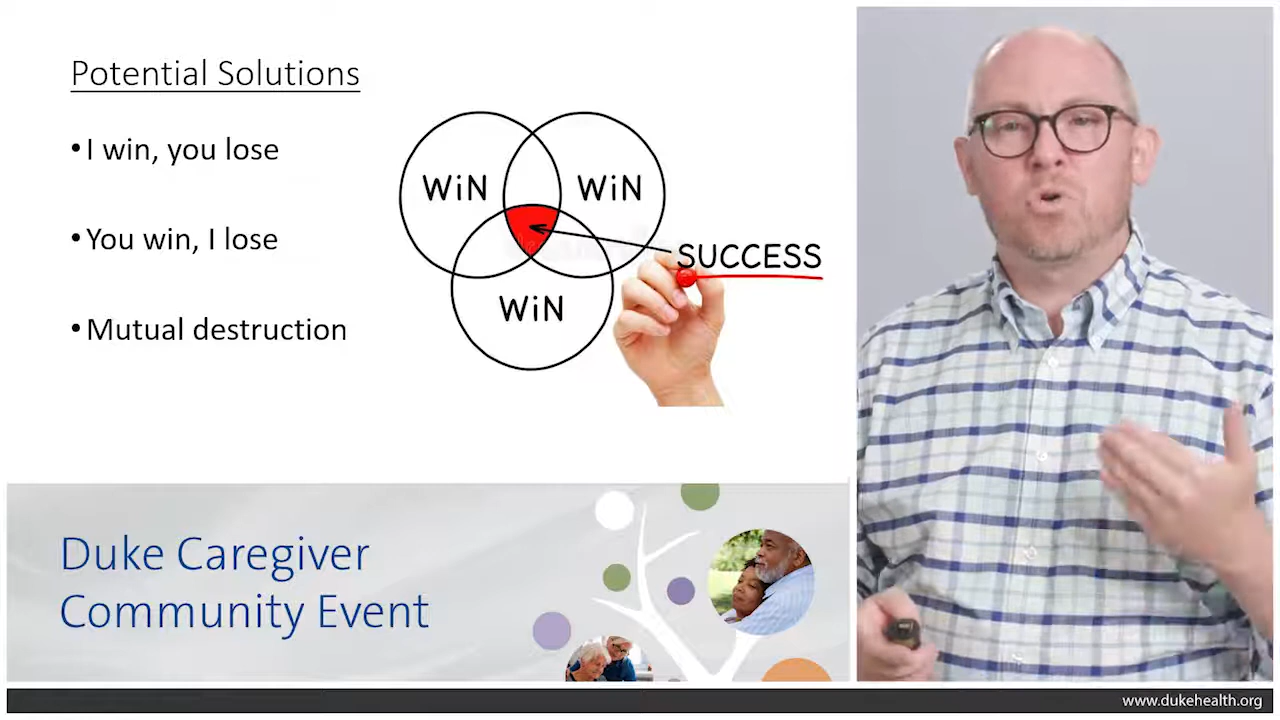 Potential Solutions
• I win, you lose
• You win, I lose
• Mutual destruction
WiN
WiN
WiN
SUCCESS
Duke Caregiver
Community Event
www.dukehealth.org